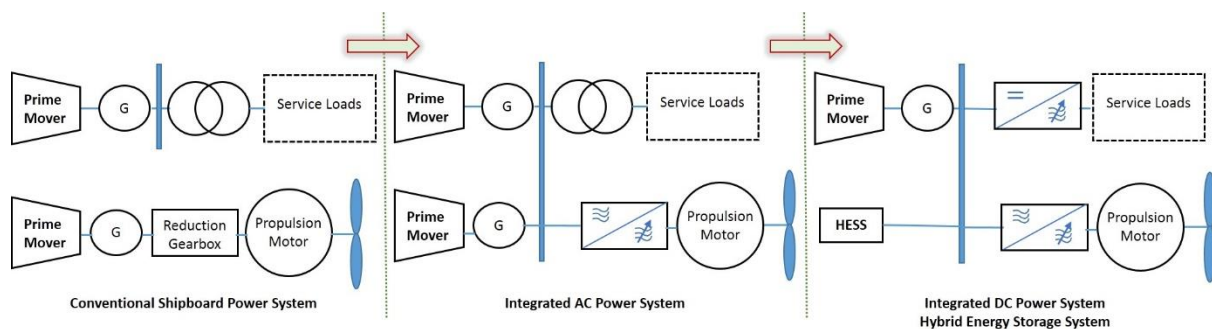 Prime
Mover
G
Service Loads
Prime
Mover
G
Reduction
Gearbox
Propulsion
Motor
Conventional Shipboard Power System
Prime
Mover
G
Service Loads
Prime
Mover
G
Propulsion
Motor
Integrated AC Power System
Prime
Mover
G
Service Loads
HESS
Propulsion
Motor
Integrated DC Power System
Hybrid Energy Storage System